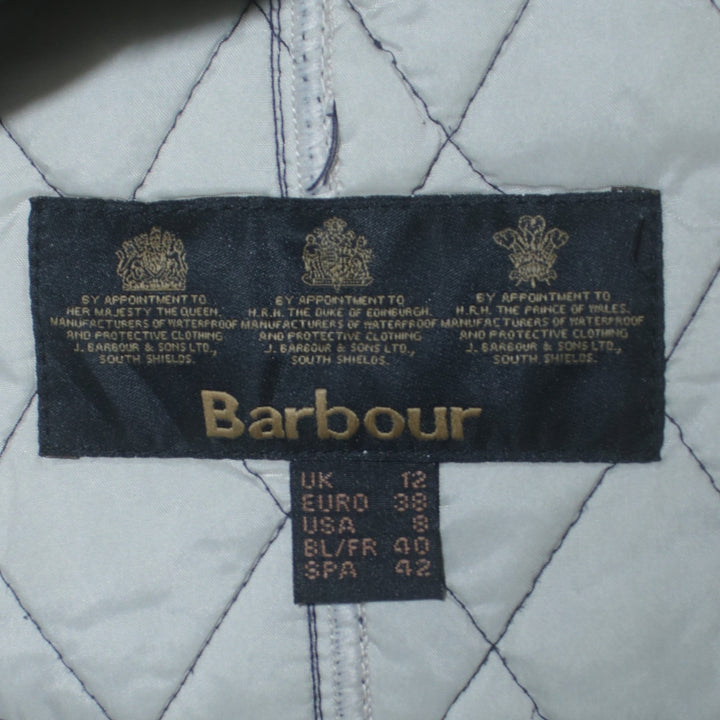 BY APPOINTMENT TO
HER MAJESTY THE QUEEN.
MANUFACTURERS OF WATERPROOF
AND PROTECTIVE CLOTHING
J. BARBOUR & SONS LTD.,
SOUTH SHIELDS.
BY APPOINTMENT TO
H.R.H. THE DUKE OF EDINBURGH.
MANUFACTURERS OF WATERPROOF
AND PROTECTIVE CLOTHING
J. BARBOUR & SONS LTD.,
SOUTH SHIELDS.
BY APPOINTMENT TO
H.R.H. THE PRINCE OF WALES.
MANUFACTURERS OF WATERPROOF
AND PROTECTIVE CLOTHING
J. BARBOUR & SONS LTD.,
SOUTH SHIELDS.
Barbour
UK 12
EURO 38
USA 8
BL/FR 40
SPA 42